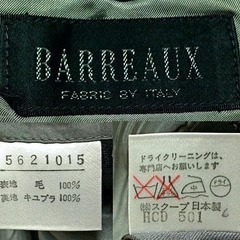 BARREAUX
FABRIC BY ITALY
5621015
表地 毛 100%
裏地 キュプラ 100%
ドライクリーニングは、
専門店へお願いします
㈱スクープ 日本製
HCD 501